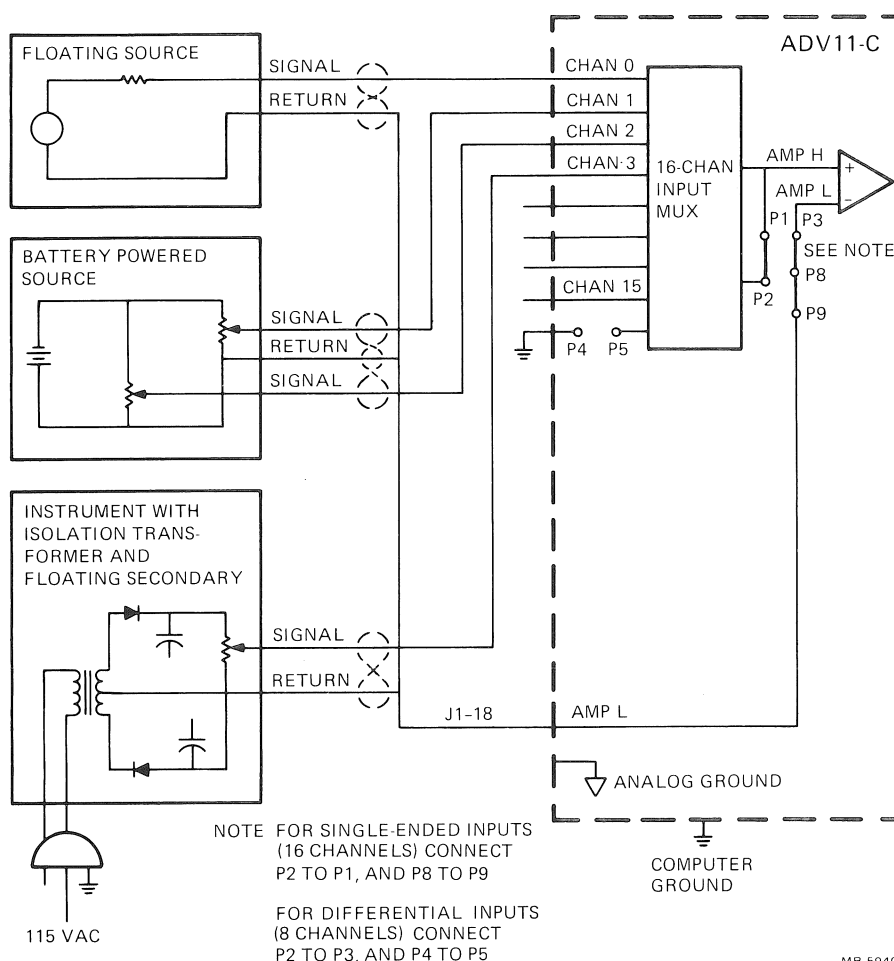 FLOATING SOURCE
SIGNAL
RETURN
BATTERY POWERED
SOURCE
SIGNAL
RETURN
SIGNAL
INSTRUMENT WITH
ISOLATION TRANS-
FORMER AND
FLOATING SECONDARY
SIGNAL
RETURN
115 VAC
J1-18
ADV11-C
CHAN 0
CHAN 1
CHAN 2
CHAN·3
CHAN 15
P4
P5
16-CHAN
INPUT
MUX
AMP H
+
AMP L
−
P1
P3
SEE NOTE
P8
P2
P9
AMP L
ANALOG GROUND
COMPUTER
GROUND
NOTE FOR SINGLE-ENDED INPUTS
(16 CHANNELS) CONNECT
P2 TO P1, AND P8 TO P9
FOR DIFFERENTIAL INPUTS
(8 CHANNELS) CONNECT
P2 TO P3, AND P4 TO P5